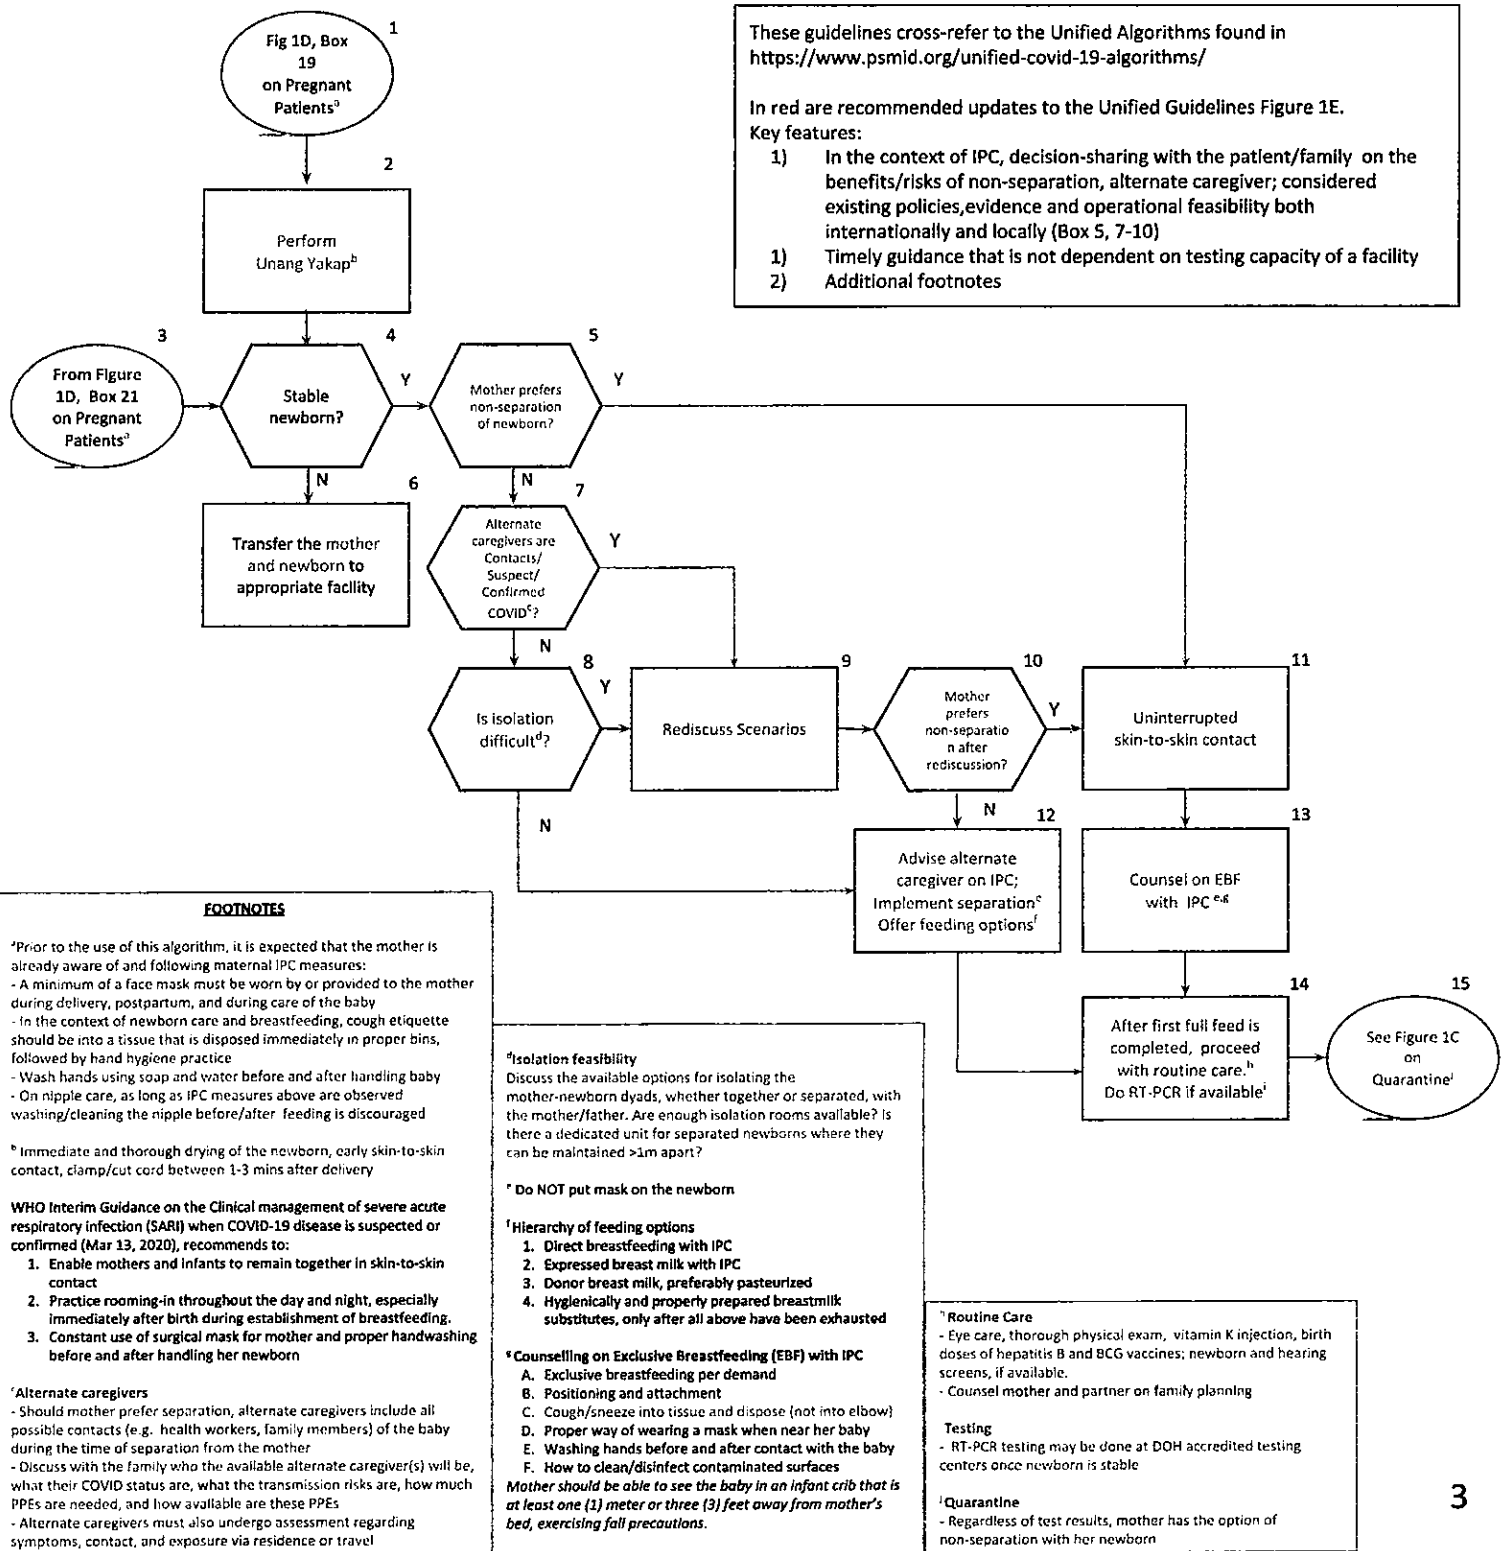 Fig 1D, Box
19
on Pregnant
Patientsᵃ
1
These guidelines cross-refer to the Unified Algorithms found in
https://www.psmid.org/unified-covid-19-algorithms/
In red are recommended updates to the Unified Guidelines Figure 1E.
Key features:
1) In the context of IPC, decision-sharing with the patient/family on the
benefits/risks of non-separation, alternate caregiver; considered
existing policies,evidence and operational feasibility both
internationally and locally (Box 5, 7-10)
1) Timely guidance that is not dependent on testing capacity of a facility
2) Additional footnotes
2
Perform
Unang Yakapᵇ
3
From Figure
1D, Box 21
on Pregnant
Patientsᵃ
4
Stable
newborn?
Y
N
5
Mother prefers
non-separation
of newborn?
Y
N
6
Transfer the mother
and newborn to
appropriate facility
7
Alternate
caregivers are
Contacts/
Suspect/
Confirmed
COVIDᶜ?
Y
N
8
Is isolation
difficultᵈ?
Y
N
9
Rediscuss Scenarios
10
Mother
prefers
non-separatio
n after
rediscussion?
Y
N
11
Uninterrupted
skin-to-skin contact
12
Advise alternate
caregiver on IPC;
Implement separationᵉ
Offer feeding optionsᶠ
13
Counsel on EBF
with IPC ᵉ,ᵍ
14
After first full feed is
completed, proceed
with routine care.ʰ
Do RT-PCR if availableⁱ
15
See Figure 1C
on
Quarantineʲ
FOOTNOTES
ᵃPrior to the use of this algorithm, it is expected that the mother is
already aware of and following maternal IPC measures:
- A minimum of a face mask must be worn by or provided to the mother
during delivery, postpartum, and during care of the baby
- In the context of newborn care and breastfeeding, cough etiquette
should be into a tissue that is disposed immediately in proper bins,
followed by hand hygiene practice
- Wash hands using soap and water before and after handling baby
- On nipple care, as long as IPC measures above are observed
washing/cleaning the nipple before/after feeding is discouraged
ᵇ Immediate and thorough drying of the newborn, early skin-to-skin
contact, clamp/cut cord between 1-3 mins after delivery
WHO Interim Guidance on the Clinical management of severe acute
respiratory infection (SARI) when COVID-19 disease is suspected or
confirmed (Mar 13, 2020), recommends to:
1. Enable mothers and infants to remain together in skin-to-skin
contact
2. Practice rooming-in throughout the day and night, especially
immediately after birth during establishment of breastfeeding.
3. Constant use of surgical mask for mother and proper handwashing
before and after handling her newborn
ᶜAlternate caregivers
- Should mother prefer separation, alternate caregivers include all
possible contacts (e.g. health workers, family members) of the baby
during the time of separation from the mother
- Discuss with the family who the available alternate caregiver(s) will be,
what their COVID status are, what the transmission risks are, how much
PPEs are needed, and how available are these PPEs
- Alternate caregivers must also undergo assessment regarding
symptoms, contact, and exposure via residence or travel
ᵈIsolation feasibility
Discuss the available options for isolating the
mother-newborn dyads, whether together or separated, with
the mother/father. Are enough isolation rooms available? Is
there a dedicated unit for separated newborns where they
can be maintained >1m apart?
ᵉ Do NOT put mask on the newborn
ᶠHierarchy of feeding options
1. Direct breastfeeding with IPC
2. Expressed breast milk with IPC
3. Donor breast milk, preferably pasteurized
4. Hygienically and properly prepared breastmilk
substitutes, only after all above have been exhausted
ᵍCounselling on Exclusive Breastfeeding (EBF) with IPC
A. Exclusive breastfeeding per demand
B. Positioning and attachment
C. Cough/sneeze into tissue and dispose (not into elbow)
D. Proper way of wearing a mask when near her baby
E. Washing hands before and after contact with the baby
F. How to clean/disinfect contaminated surfaces
Mother should be able to see the baby in an infant crib that is
at least one (1) meter or three (3) feet away from mother's
bed, exercising fall precautions.
ʰ Routine Care
- Eye care, thorough physical exam, vitamin K injection, birth
doses of hepatitis B and BCG vaccines; newborn and hearing
screens, if available.
- Counsel mother and partner on family planning
Testing
- RT-PCR testing may be done at DOH accredited testing
centers once newborn is stable
ʲQuarantine
- Regardless of test results, mother has the option of
non-separation with her newborn
3